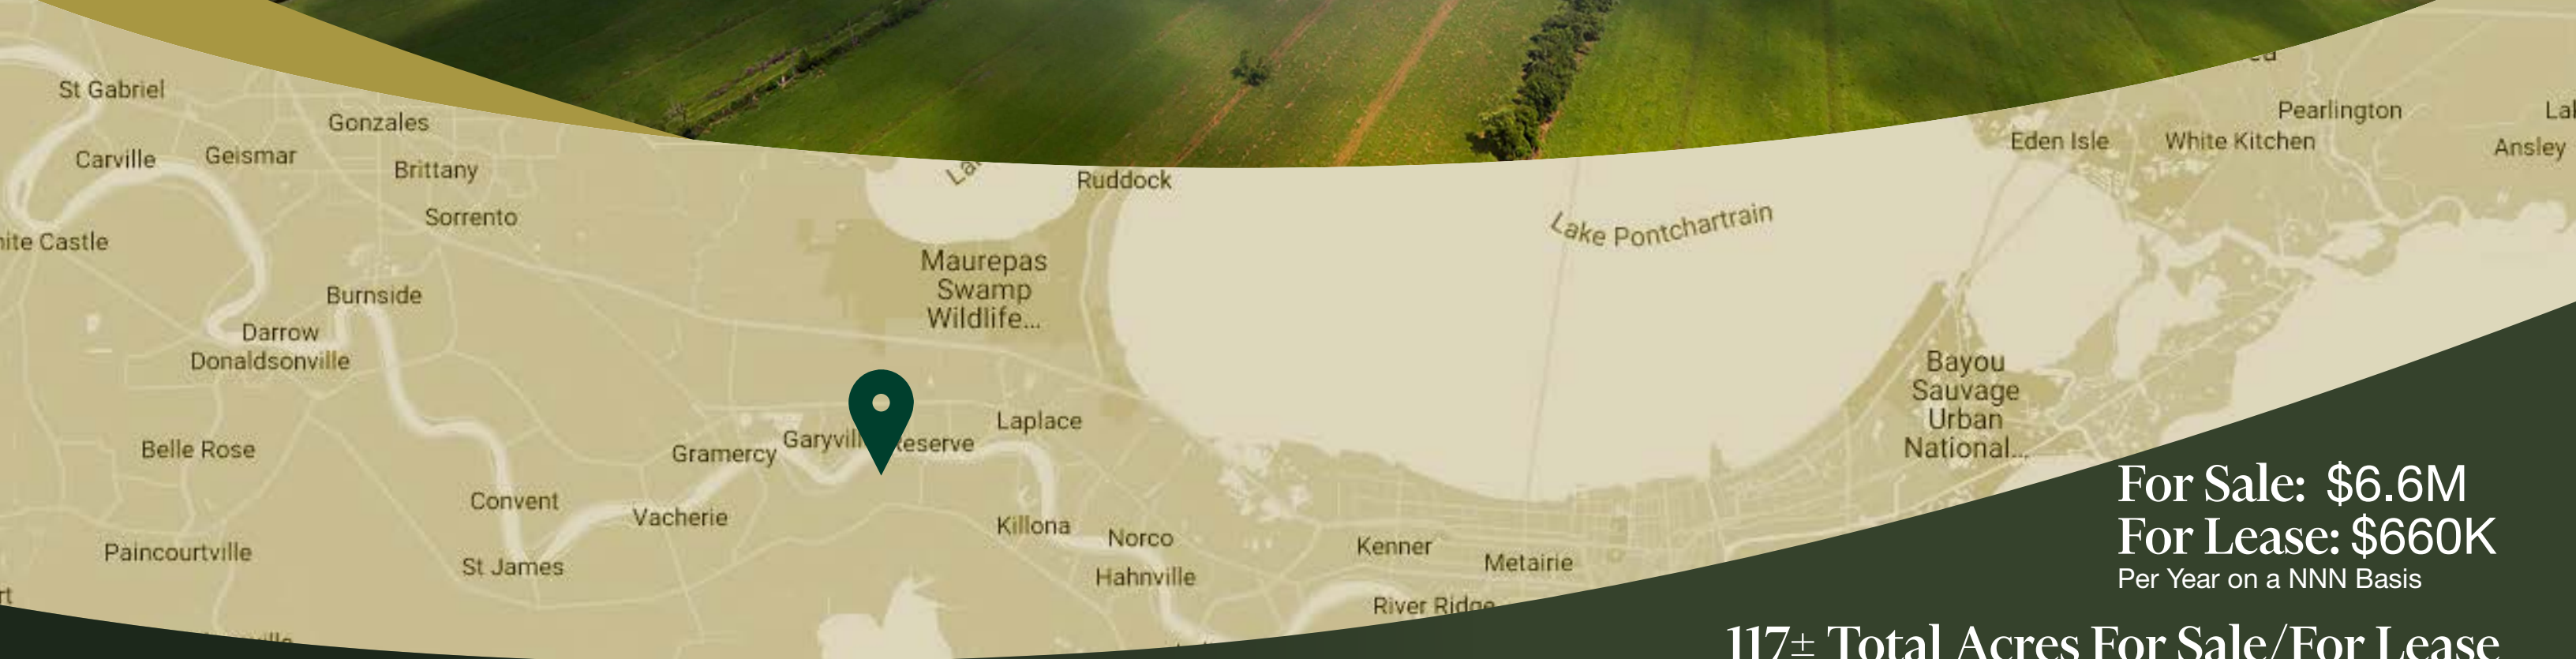 St Gabriel
Gonzales
Carville
Geismar
Brittany
Sorrento
Burnside
Darrow
Donaldsonville
Belle Rose
Convent
Paincourtville
St James
Vacherie
Gramercy
Laplace
Killona
Norco
Hahnville
Kenner
Metairie
River Ridge
Ruddock
Maurepas
Swamp
Wildlife...
Lake Pontchartrain
Eden Isle
White Kitchen
Pearlington
Ansley
Bayou
Sauvage
Urban
National...
For Sale: $6.6M
For Lease: $660K
Per Year on a NNN Basis
117± Total Acres For Sale/For Lease